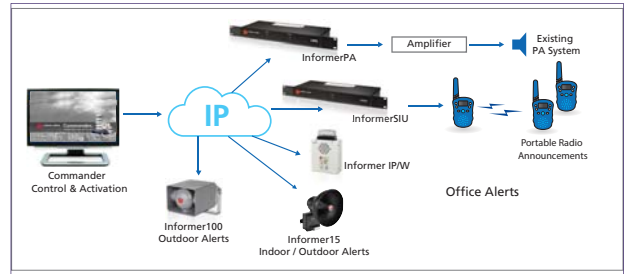 InformerPA
Amplifier
Existing
PA System
IP
InformerSIU
Portable Radio
Announcements
Commander
Control & Activation
Informer IP/W
Office Alerts
Informer100
Outdoor Alerts
Informer15
Indoor / Outdoor Alerts